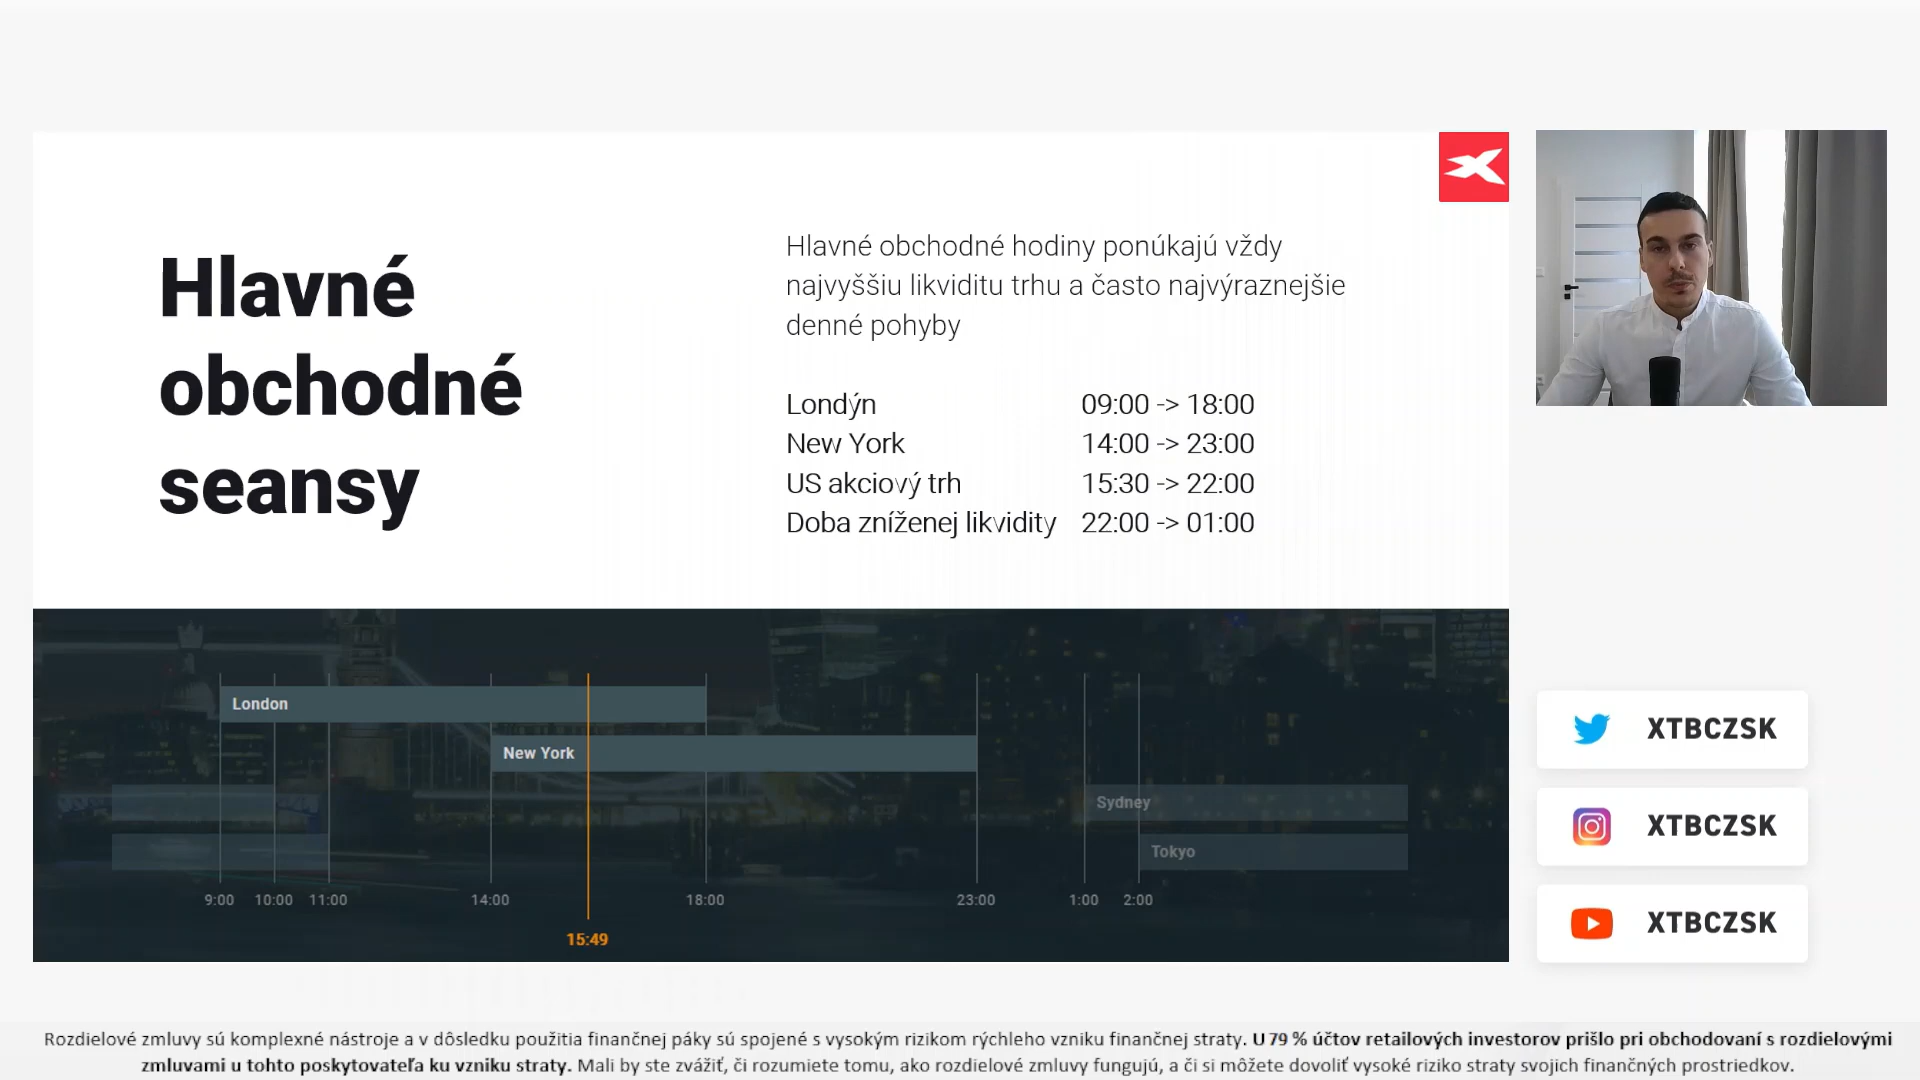 Hlavné
obchodné
seansy
Hlavné obchodné hodiny ponúkajú vždy
najvyššiu likviditu trhu a často najvýraznejšie
denné pohyby
Londýn 09:00 -> 18:00
New York 14:00 -> 23:00
US akciový trh 15:30 -> 22:00
Doba zníženej likvidity 22:00 -> 01:00
London
New York
Sydney
Tokyo
9:00 10:00 11:00 14:00 18:00 23:00 1:00 2:00
15:49
XTBCZSK
XTBCZSK
XTBCZSK
Rozdielové zmluvy sú komplexné nástroje a v dôsledku použitia finančnej páky sú spojené s vysokým rizikom rýchleho vzniku finančnej straty. U 79 % účtov retailových investorov prišlo pri obchodovaní s rozdielovými
zmluvami u tohto poskytovateľa ku vzniku straty. Mali by ste zvážiť, či rozumiete tomu, ako rozdielové zmluvy fungujú, a či si môžete dovoliť vysoké riziko straty svojich finančných prostriedkov.